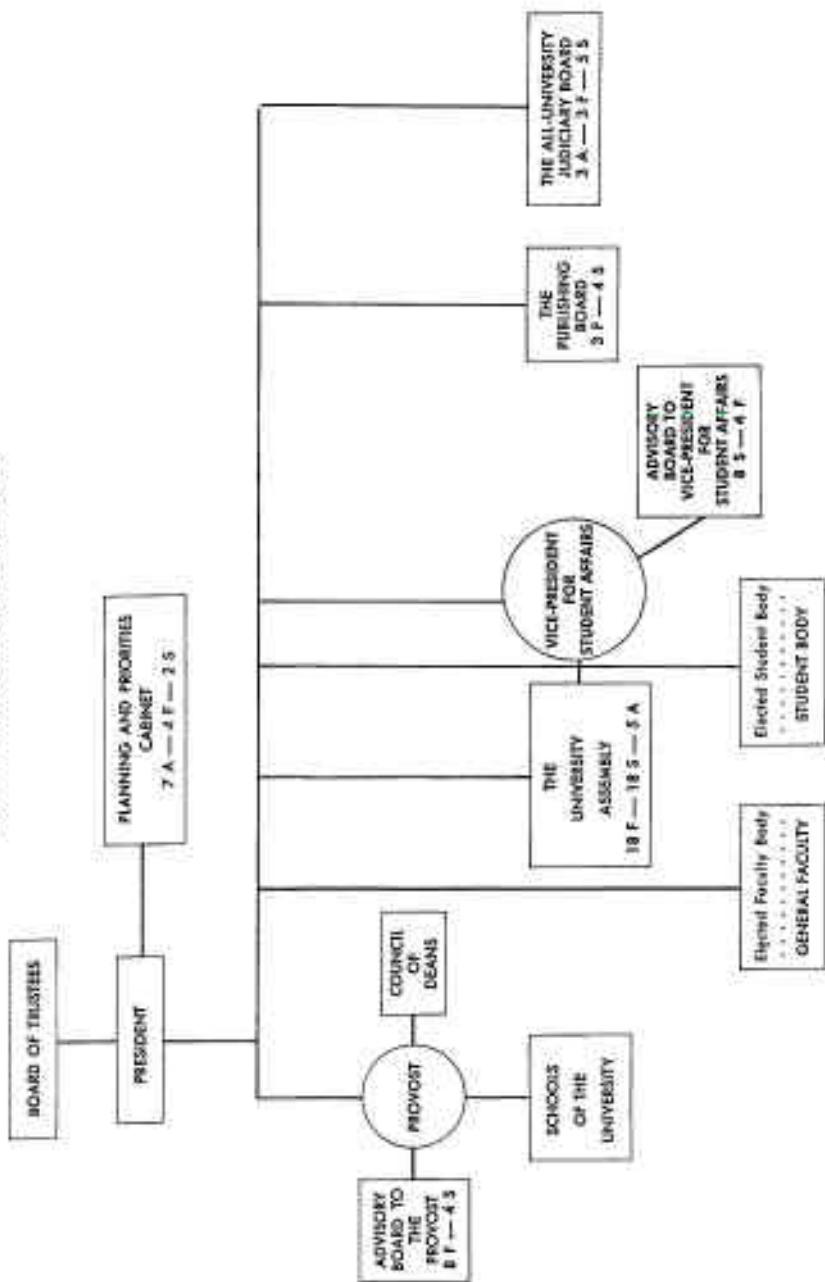 BOARD OF TRUSTEES
PRESIDENT
PLANNING AND PRIORITIES
CABINET
7 A — 4 F — 2 S
ADVISORY
BOARD TO
THE
PROVOST
8 F — 4 S
PROVOST
COUNCIL
OF
DEANS
SCHOOLS
OF THE
UNIVERSITY
Elected Faculty Body
GENERAL FACULTY
THE
UNIVERSITY
ASSEMBLY
18 F — 18 S — 5 A
Elected Student Body
STUDENT BODY
VICE-PRESIDENT
FOR
STUDENT AFFAIRS
ADVISORY
BOARD TO
VICE-PRESIDENT
FOR
STUDENT AFFAIRS
8 S — 4 F
THE
PUBLISHING
BOARD
3 F — 4 S
THE ALL-UNIVERSITY
JUDICIARY BOARD
3 A — 3 F — 5 S